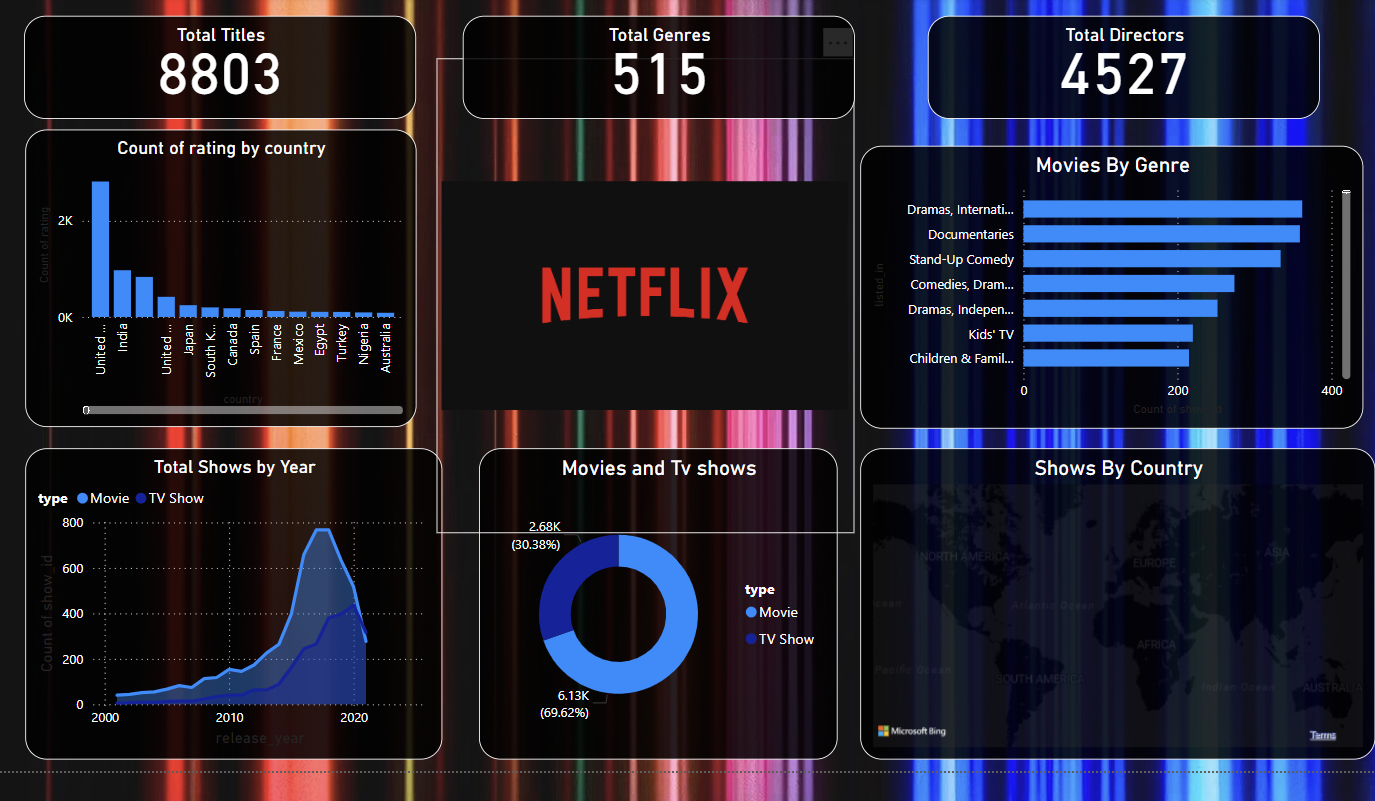 Total Titles
8803
Total Genres
515
Total Directors
4527
Count of rating by country
Count of rating
2K
0K
United ...
India
United ...
Japan
South K...
Canada
Spain
France
Mexico
Egypt
Turkey
Nigeria
Australia
country
NETFLIX
Movies By Genre
listed_in
Dramas, Internati...
Documentaries
Stand-Up Comedy
Comedies, Dram...
Dramas, Indepen...
Kids' TV
Children & Famil...
0
200
400
Count of show_id
Total Shows by Year
type Movie TV Show
Count of show_id
800
600
400
200
0
2000
2010
2020
release_year
Movies and Tv shows
2.68K
(30.38%)
6.13K
(69.62%)
type
Movie
TV Show
Shows By Country
NORTH AMERICA
EUROPE
ASIA
Atlantic Ocean
AFRICA
Pacific Ocean
SOUTH AMERICA
Indian Ocean
AUSTRALIA
Microsoft Bing
Terms